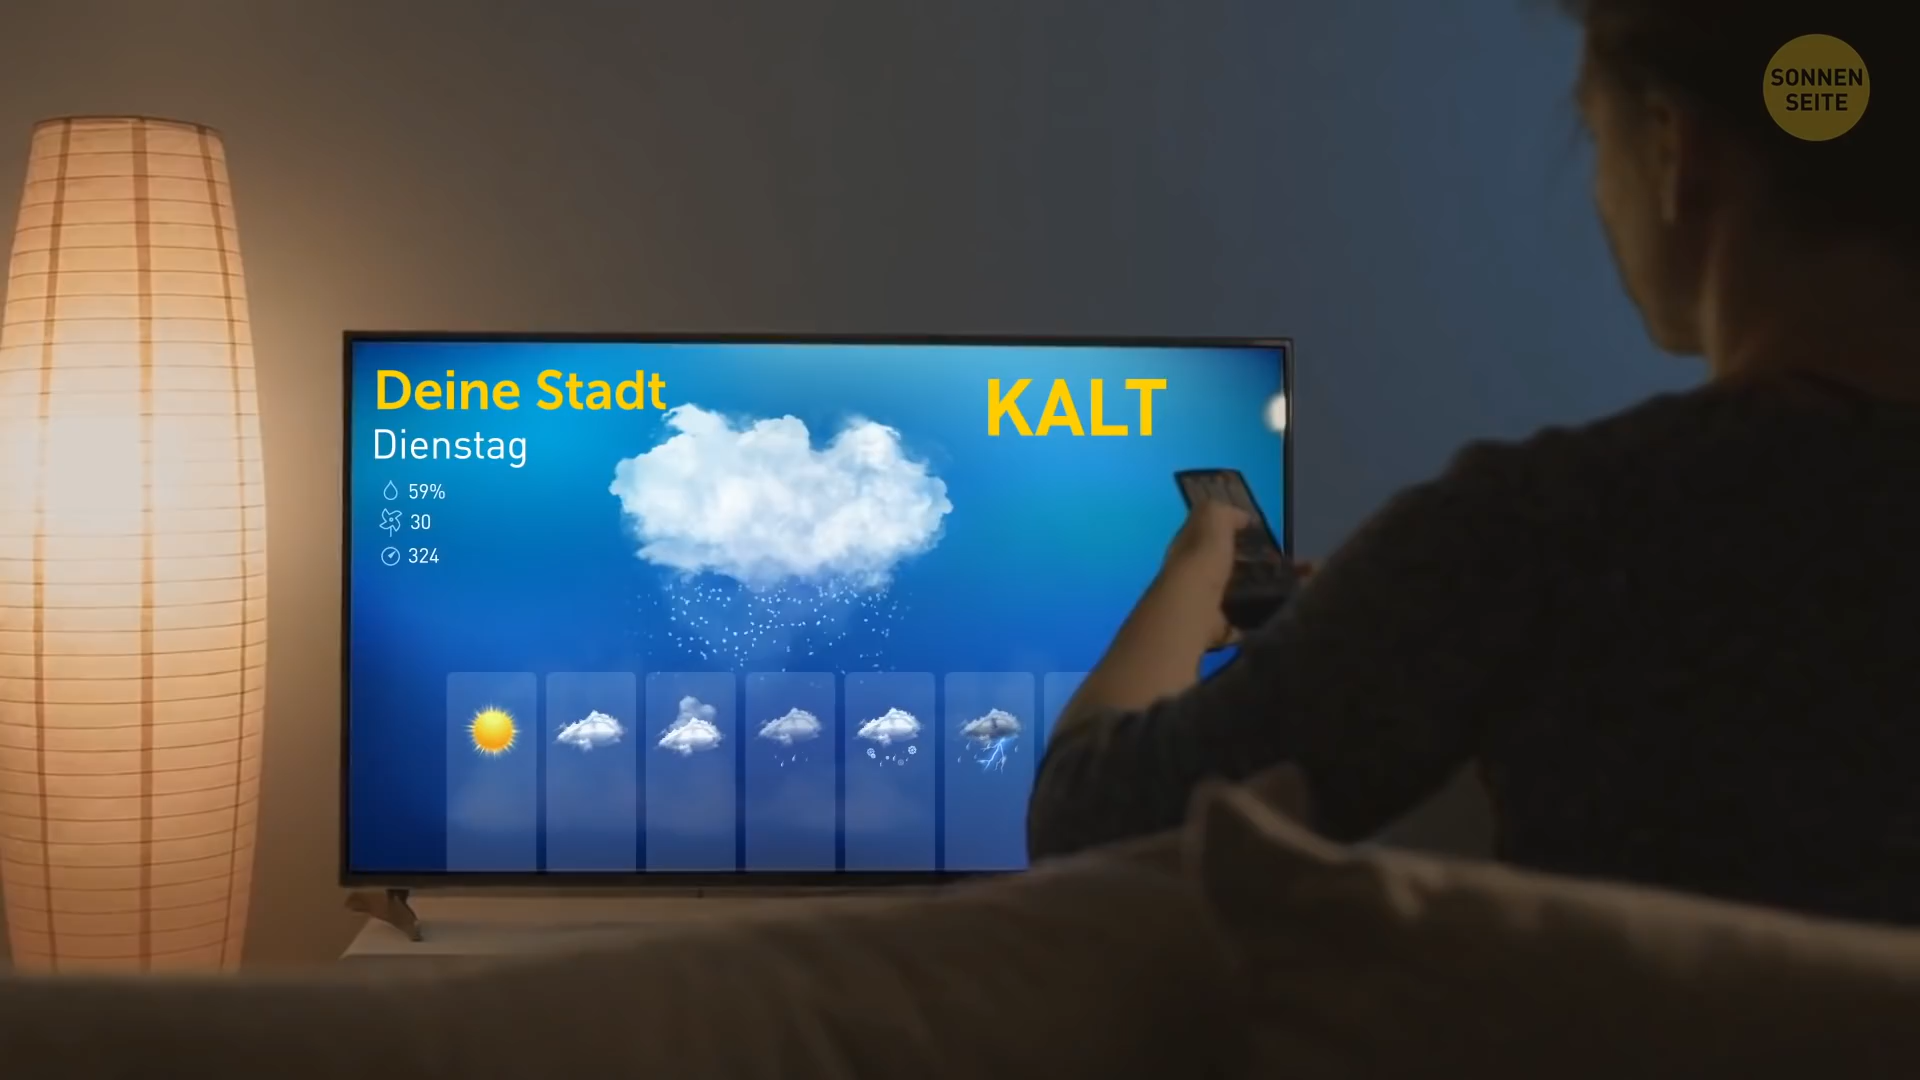 SONNEN
SEITE
Deine Stadt
KALT
Dienstag
59%
30
324